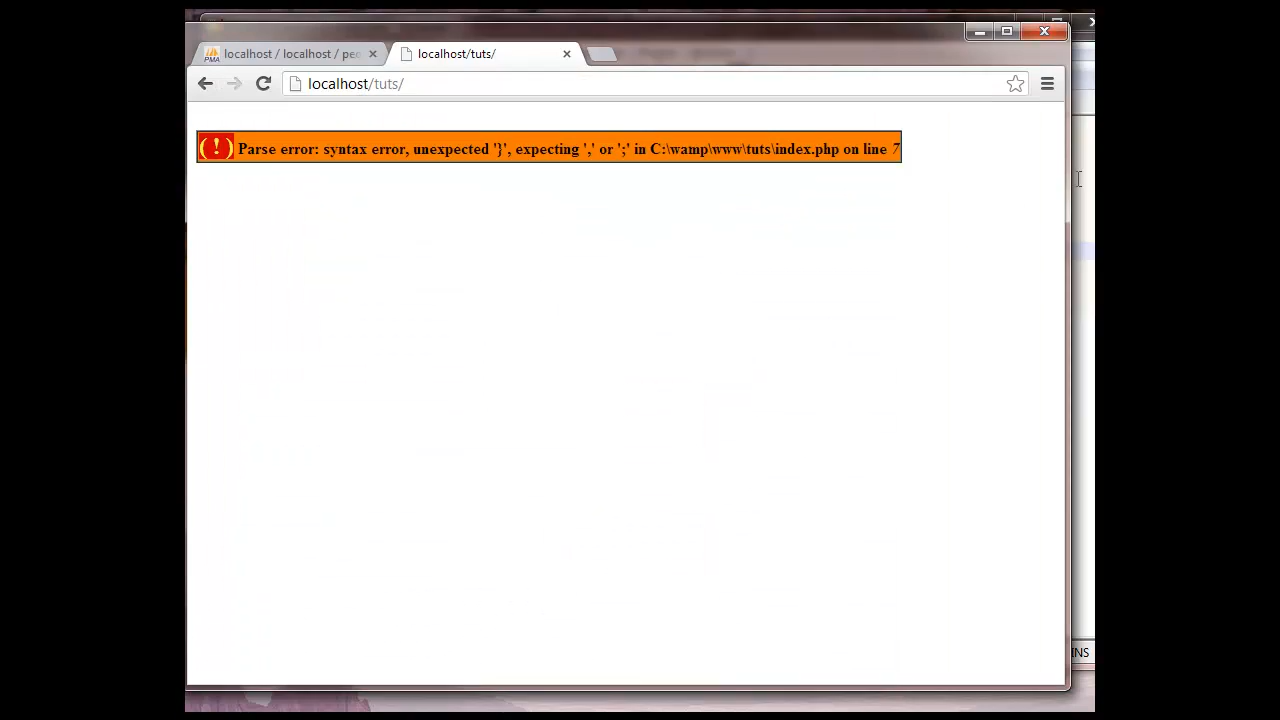 localhost / localhost / pe
localhost/tuts/
localhost/tuts/
PMA
( ! ) Parse error: syntax error, unexpected '}', expecting ',' or ';' in C:\wamp\www\tuts\index.php on line 7
INS